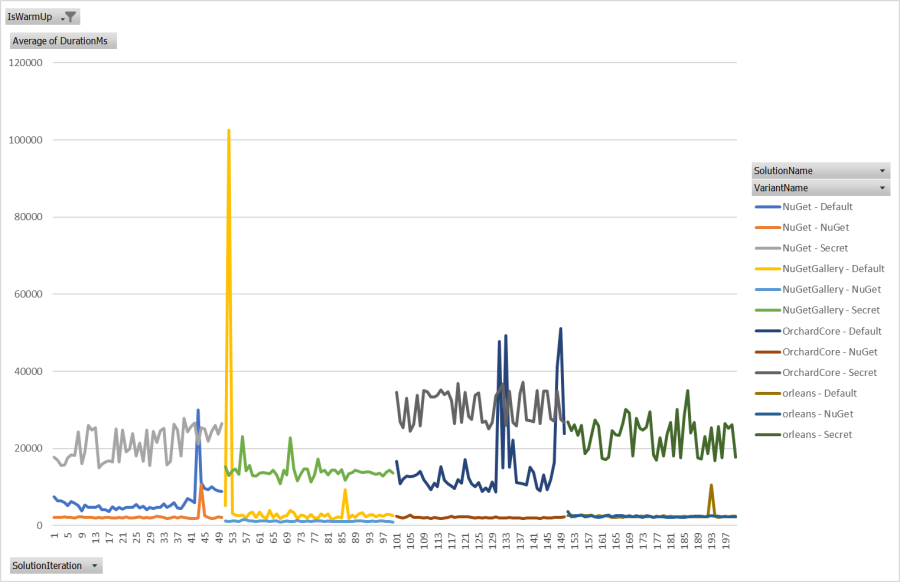 IsWarmUp
Average of DurationMs
120000
100000
80000
60000
40000
20000
0
1 5 9 13 17 21 25 29 33 37 41 45 49 53 57 61 65 69 73 77 81 85 89 93 97 101 105 109 113 117 121 125 129 133 137 141 145 149 153 157 161 165 169 173 177 181 185 189 193 197
SolutionName
VariantName
NuGet - Default
NuGet - NuGet
NuGet - Secret
NuGetGallery - Default
NuGetGallery - NuGet
NuGetGallery - Secret
OrchardCore - Default
OrchardCore - NuGet
OrchardCore - Secret
orleans - Default
orleans - NuGet
orleans - Secret
SolutionIteration